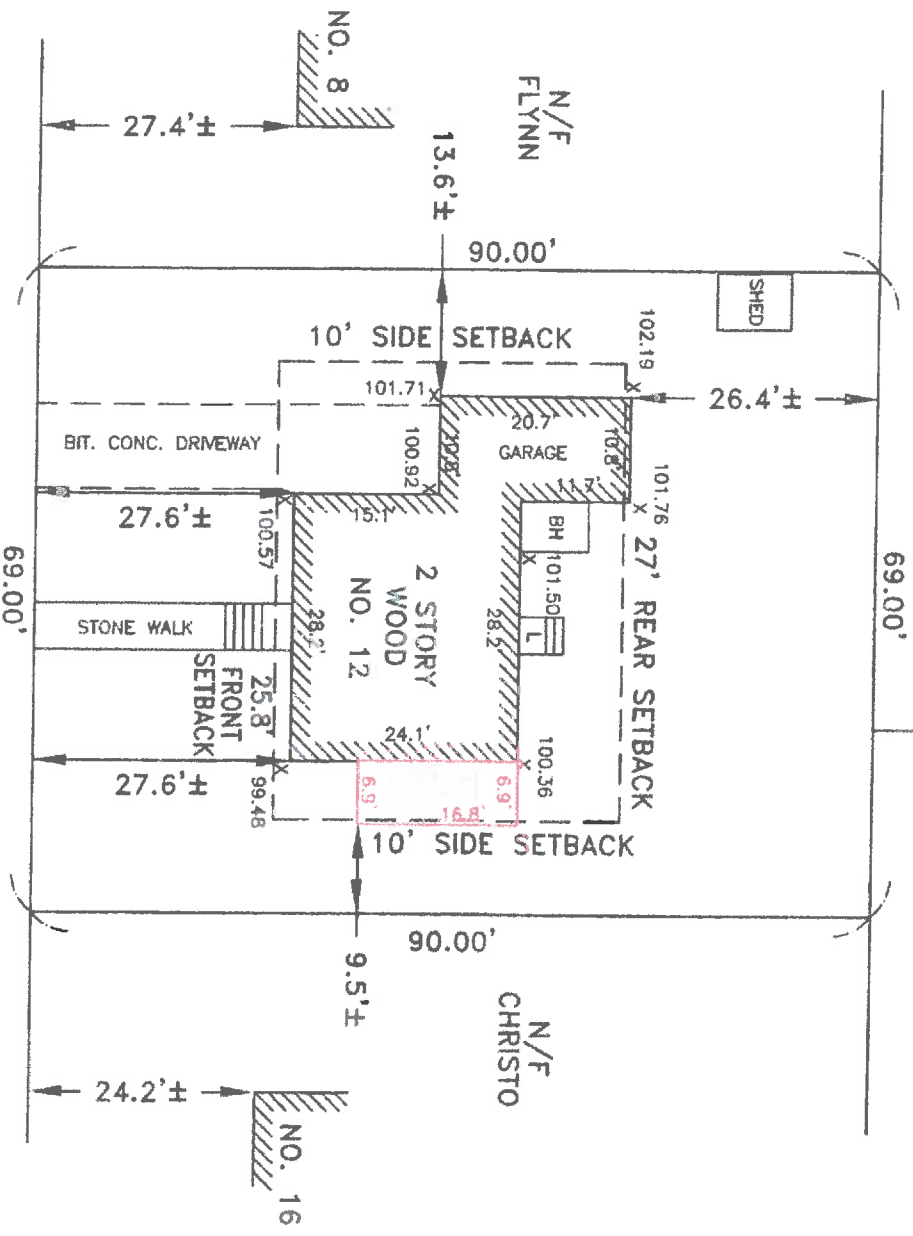 NO. 8
27.4'±
N/F
FLYNN
13.6'±
90.00'
SHED
10' SIDE SETBACK
102.19
26.4'±
101.71
20.7'
GARAGE
10.8'
10.8'
100.92
11.7'
101.76
BIT. CONC. DRIVEWAY
27.6'±
100.57
15.1'
BH
101.50
27' REAR SETBACK
69.00'
69.00'
STONE WALK
28.2'
2 STORY
WOOD
NO. 12
28.2'
L
25.8'
FRONT
SETBACK
24.1'
27.6'±
99.48
6.9'
16.8'
6.9'
100.36
10' SIDE SETBACK
90.00'
9.5'±
N/F
CHRISTO
24.2'±
NO. 16